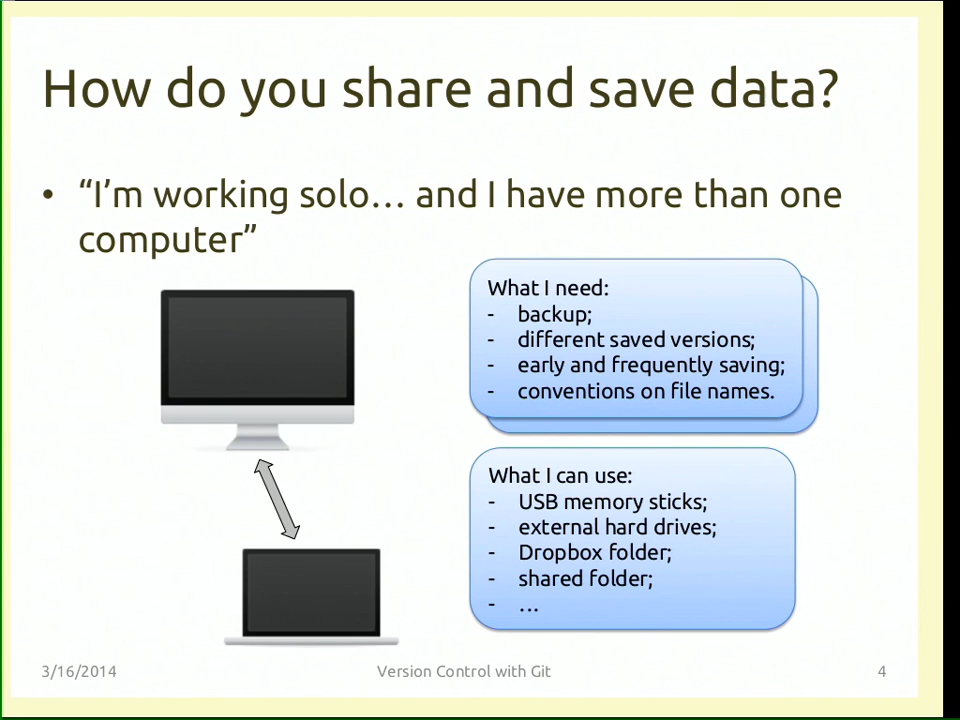 How do you share and save data?
• “I’m working solo… and I have more than one
computer”
What I need:
- backup;
- different saved versions;
- early and frequently saving;
- conventions on file names.
What I can use:
- USB memory sticks;
- external hard drives;
- Dropbox folder;
- shared folder;
- …
3/16/2014
Version Control with Git
4